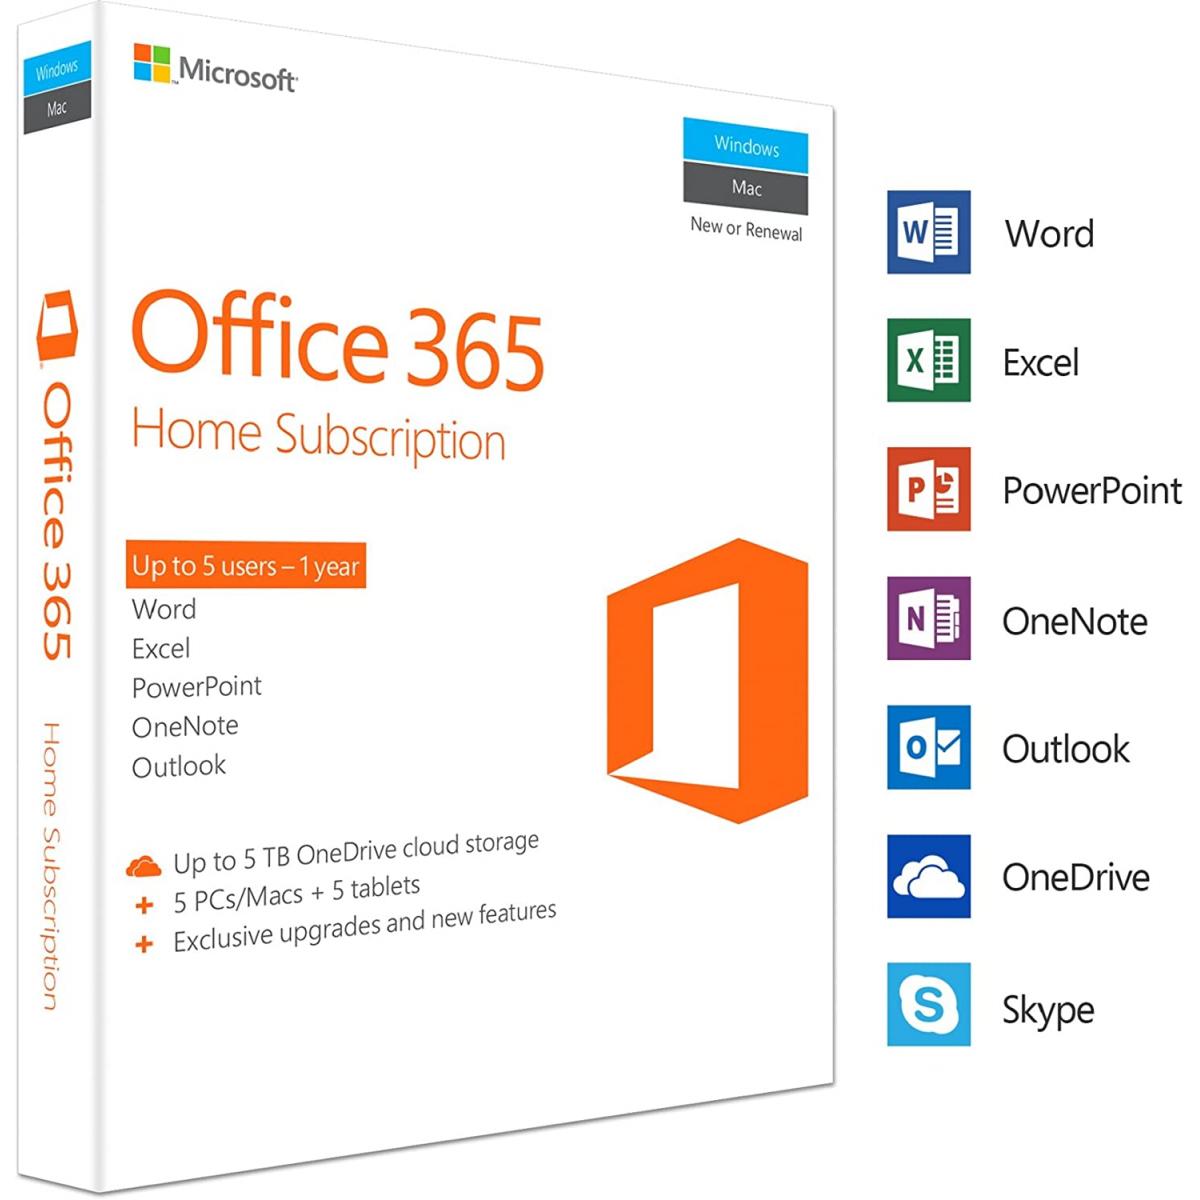 Windows
Mac
Office 365
Home Subscription
Microsoft
Windows
Mac
New or Renewal
Office 365
Home Subscription
Up to 5 users – 1 year
Word
Excel
PowerPoint
OneNote
Outlook
Up to 5 TB OneDrive cloud storage
+ 5 PCs/Macs + 5 tablets
+ Exclusive upgrades and new features
W Word
X Excel
P PowerPoint
N OneNote
O Outlook
OneDrive
S Skype